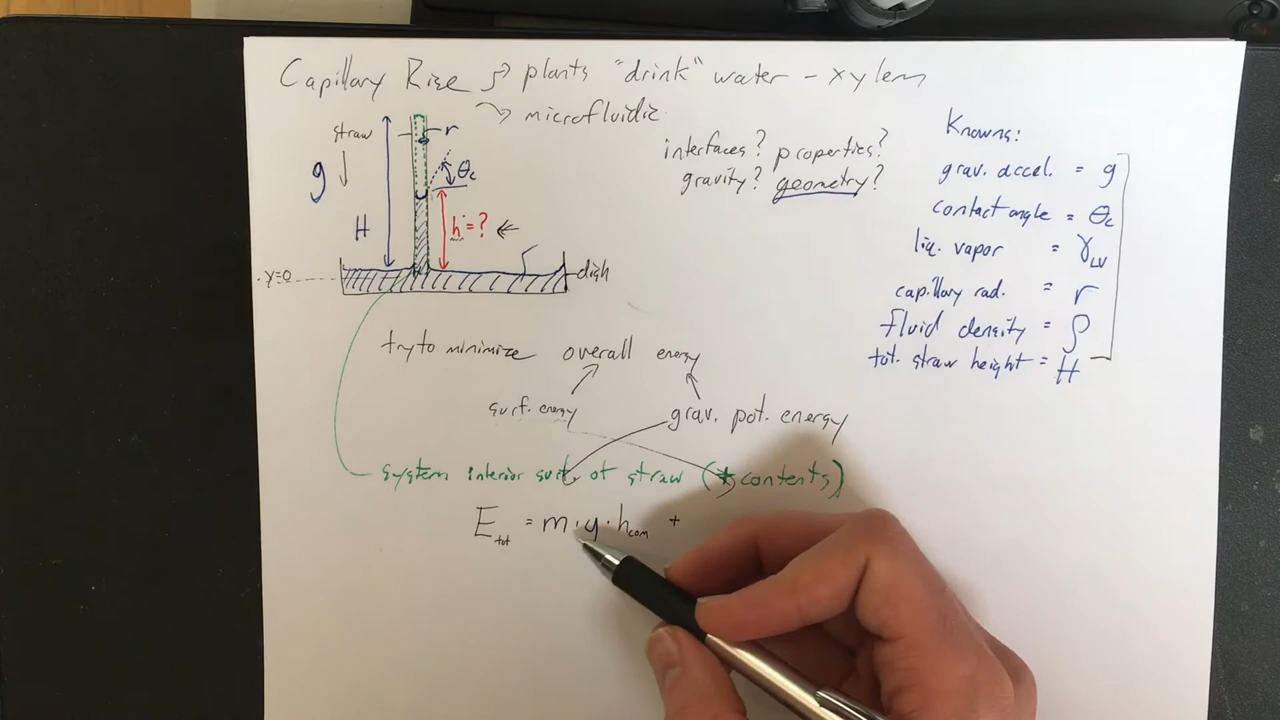 Capillary Rise → plants "drink" water - xylem
→ microfluidic
straw
r
g
θc
H
h = ?
y=0
dish
interfaces? properties?
gravity? geometry?
Knowns:
grav. accel. = g
contact angle = θc
liq. vapor = γLV
capillary rad. = r
fluid density = ρ
tot. straw height = H
try to minimize overall energy
surf. energy
grav. pot. energy
system interior surf. of straw (+ contents)
Etot = m·g·hcom +